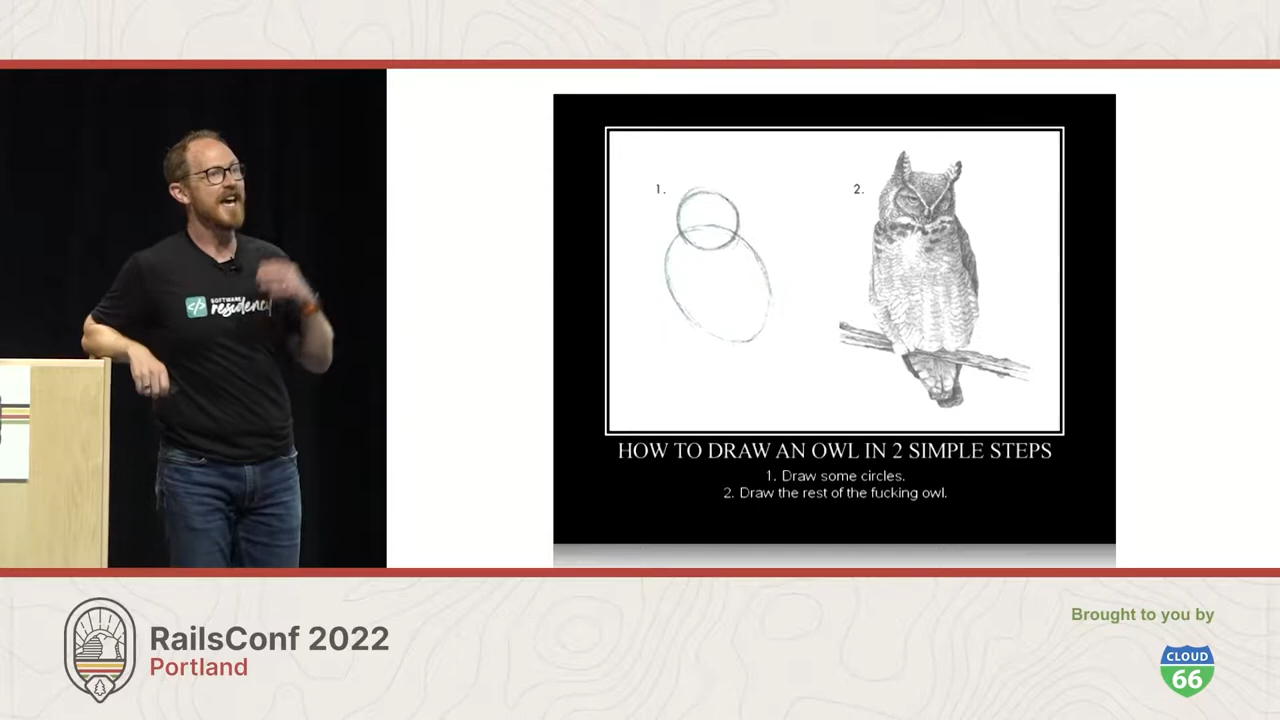 SOFTWARE
residency
1.
2.
HOW TO DRAW AN OWL IN 2 SIMPLE STEPS
1. Draw some circles.
2. Draw the rest of the fucking owl.
RailsConf 2022
Portland
Brought to you by
CLOUD
66